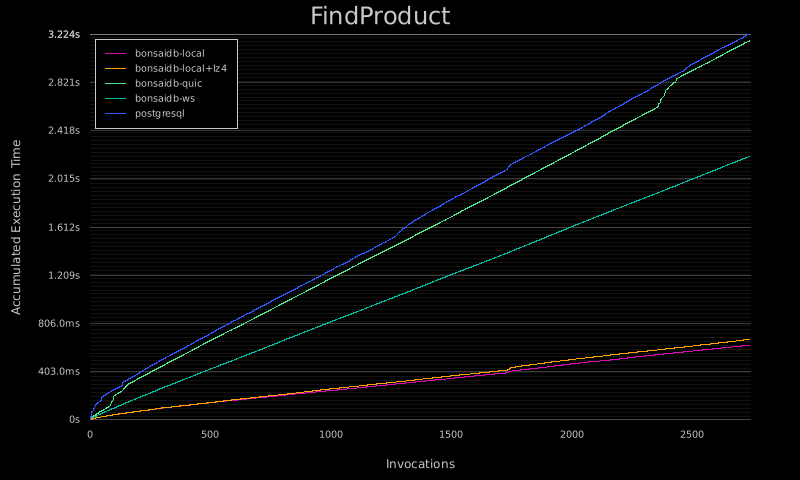 FindProduct
3.224s
bonsaidb-local
bonsaidb-local+lz4
bonsaidb-quic
bonsaidb-ws
postgresql
2.821s
2.418s
2.015s
1.612s
1.209s
806.0ms
403.0ms
0s
Accumulated Execution Time
0 500 1000 1500 2000 2500
Invocations